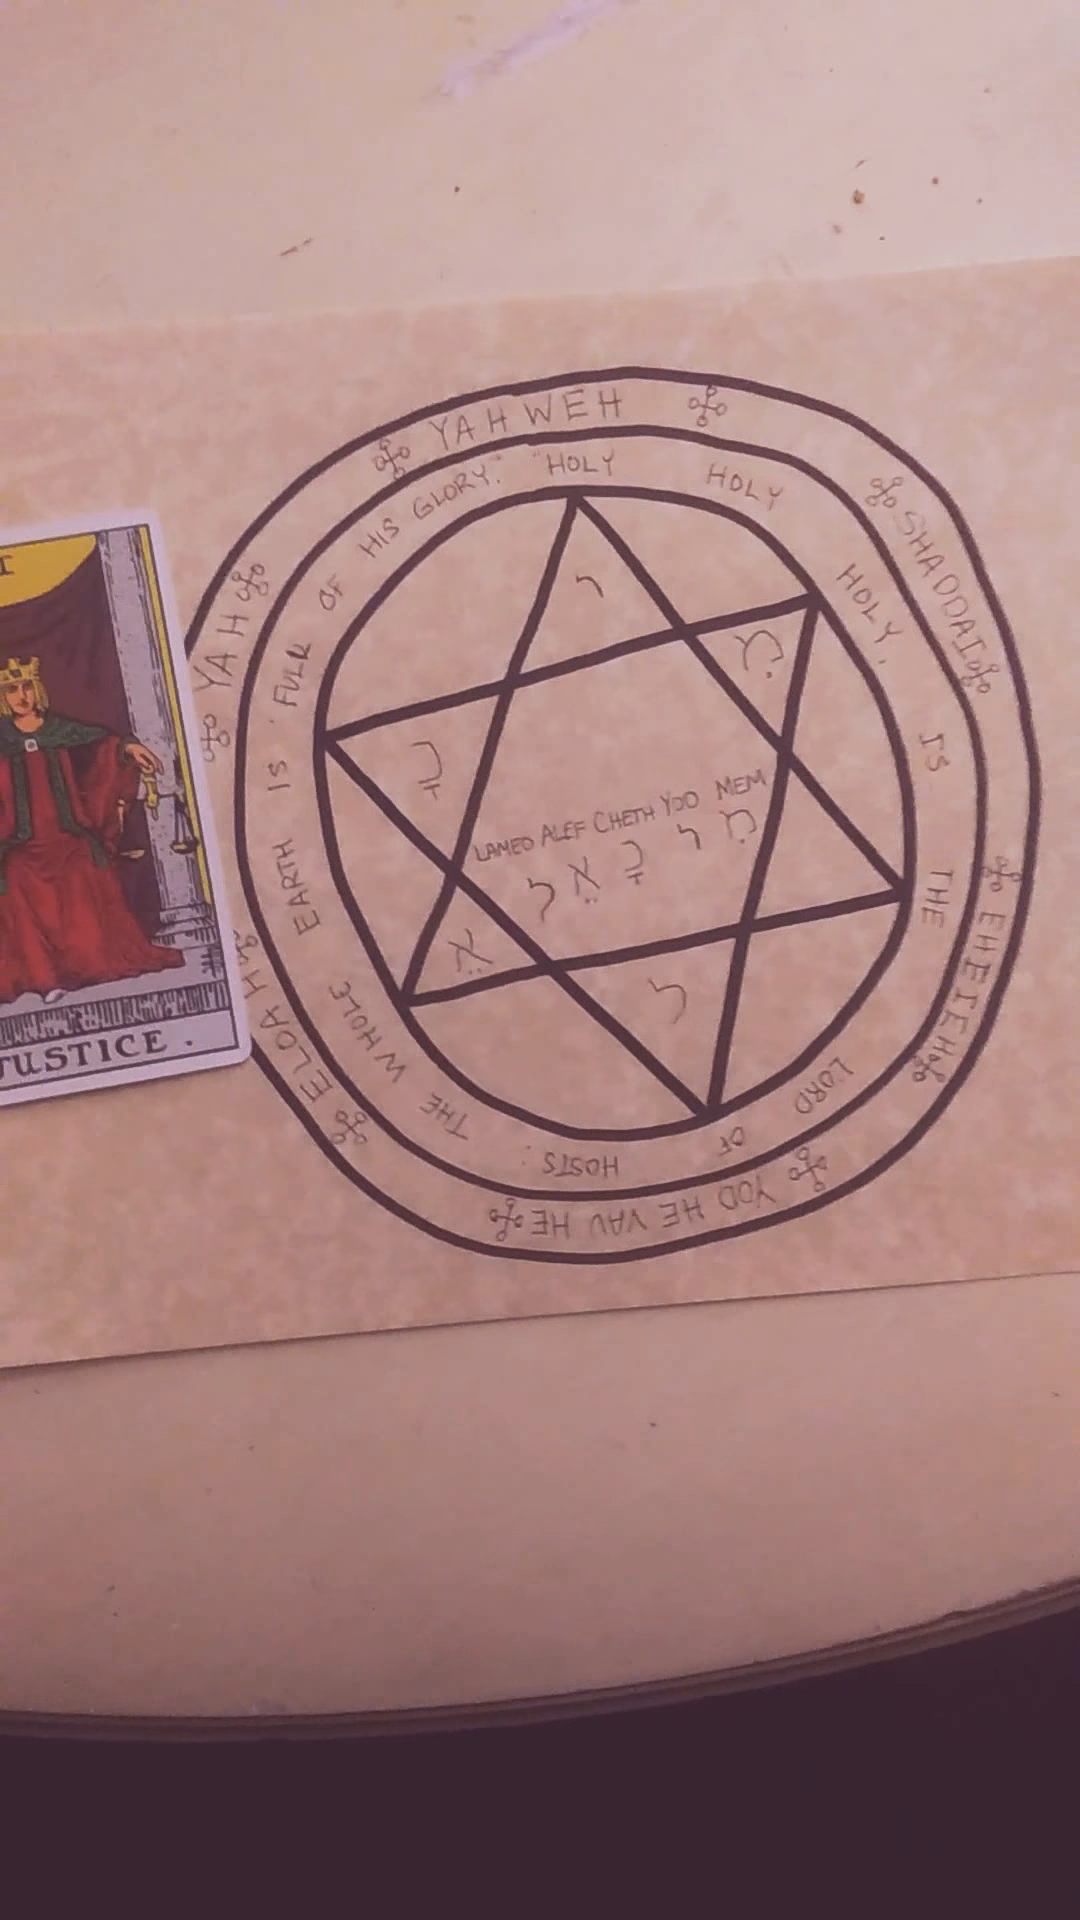 YAHWEH
SHADDAI
EHEIEH
YOD HE VAU HE
ELOAH
YAH
"HOLY HOLY HOLY, IS THE LORD OF HOSTS: THE WHOLE EARTH IS FULL OF HIS GLORY."
י
מִ
כָ
LAMED ALEF CHETH YOD MEM
מִ י כָ אֵ ל
אֵ
ל
JUSTICE.